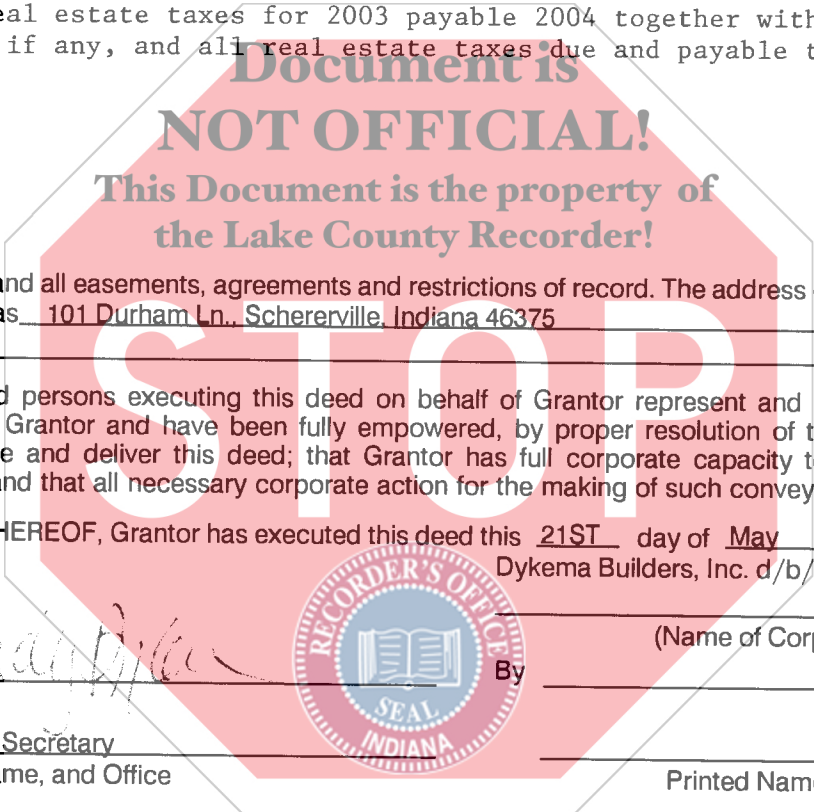 eal estate taxes for 2003 payable 2004 together with
if any, and all real estate taxes due and payable t
Document is
NOT OFFICIAL!
This Document is the property of
the Lake County Recorder!
nd all easements, agreements and restrictions of record. The address
as 101 Durham Ln., Schererville, Indiana 46375
STOP
d persons executing this deed on behalf of Grantor represent and
Grantor and have been fully empowered, by proper resolution of t
e and deliver this deed; that Grantor has full corporate capacity t
and that all necessary corporate action for the making of such convey
HEREOF, Grantor has executed this deed this 21ST day of May
Dykema Builders, Inc. d/b/
(Name of Corp
By
RECORDER'S OFFICE
SEAL
INDIANA
Secretary
me, and Office
Printed Name